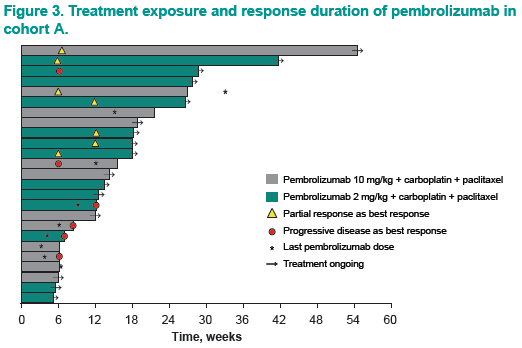 Figure 3. Treatment exposure and response duration of pembrolizumab in
cohort A.
Pembrolizumab 10 mg/kg + carboplatin + paclitaxel
Pembrolizumab 2 mg/kg + carboplatin + paclitaxel
Partial response as best response
Progressive disease as best response
* Last pembrolizumab dose
Treatment ongoing
0 6 12 18 24 30 36 42 48 54 60
Time, weeks